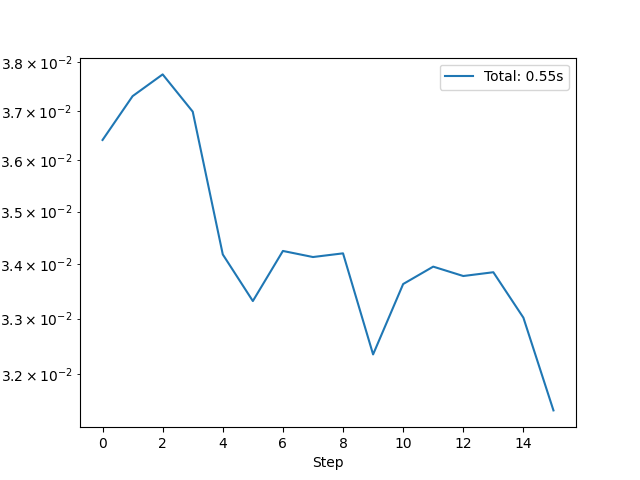 Total: 0.55s
3.8 × 10⁻²
3.7 × 10⁻²
3.6 × 10⁻²
3.5 × 10⁻²
3.4 × 10⁻²
3.3 × 10⁻²
3.2 × 10⁻²
0 2 4 6 8 10 12 14
Step